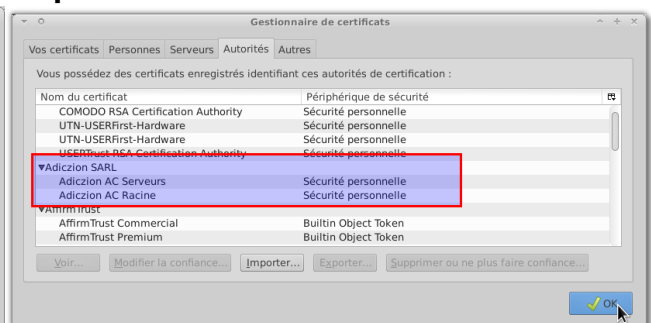 Gestionnaire de certificats
Vos certificats Personnes Serveurs Autorités Autres
Vous possédez des certificats enregistrés identifiant ces autorités de certification :
Nom du certificat Périphérique de sécurité
COMODO RSA Certification Authority Sécurité personnelle
UTN-USERFirst-Hardware Sécurité personnelle
UTN-USERFirst-Hardware Sécurité personnelle
USERTrust RSA Certification Authority Sécurité personnelle
Adiczion SARL
Adiczion AC Serveurs Sécurité personnelle
Adiczion AC Racine Sécurité personnelle
AffirmTrust
AffirmTrust Commercial Builtin Object Token
AffirmTrust Premium Builtin Object Token
Voir... Modifier la confiance... Importer... Exporter... Supprimer ou ne plus faire confiance...
OK